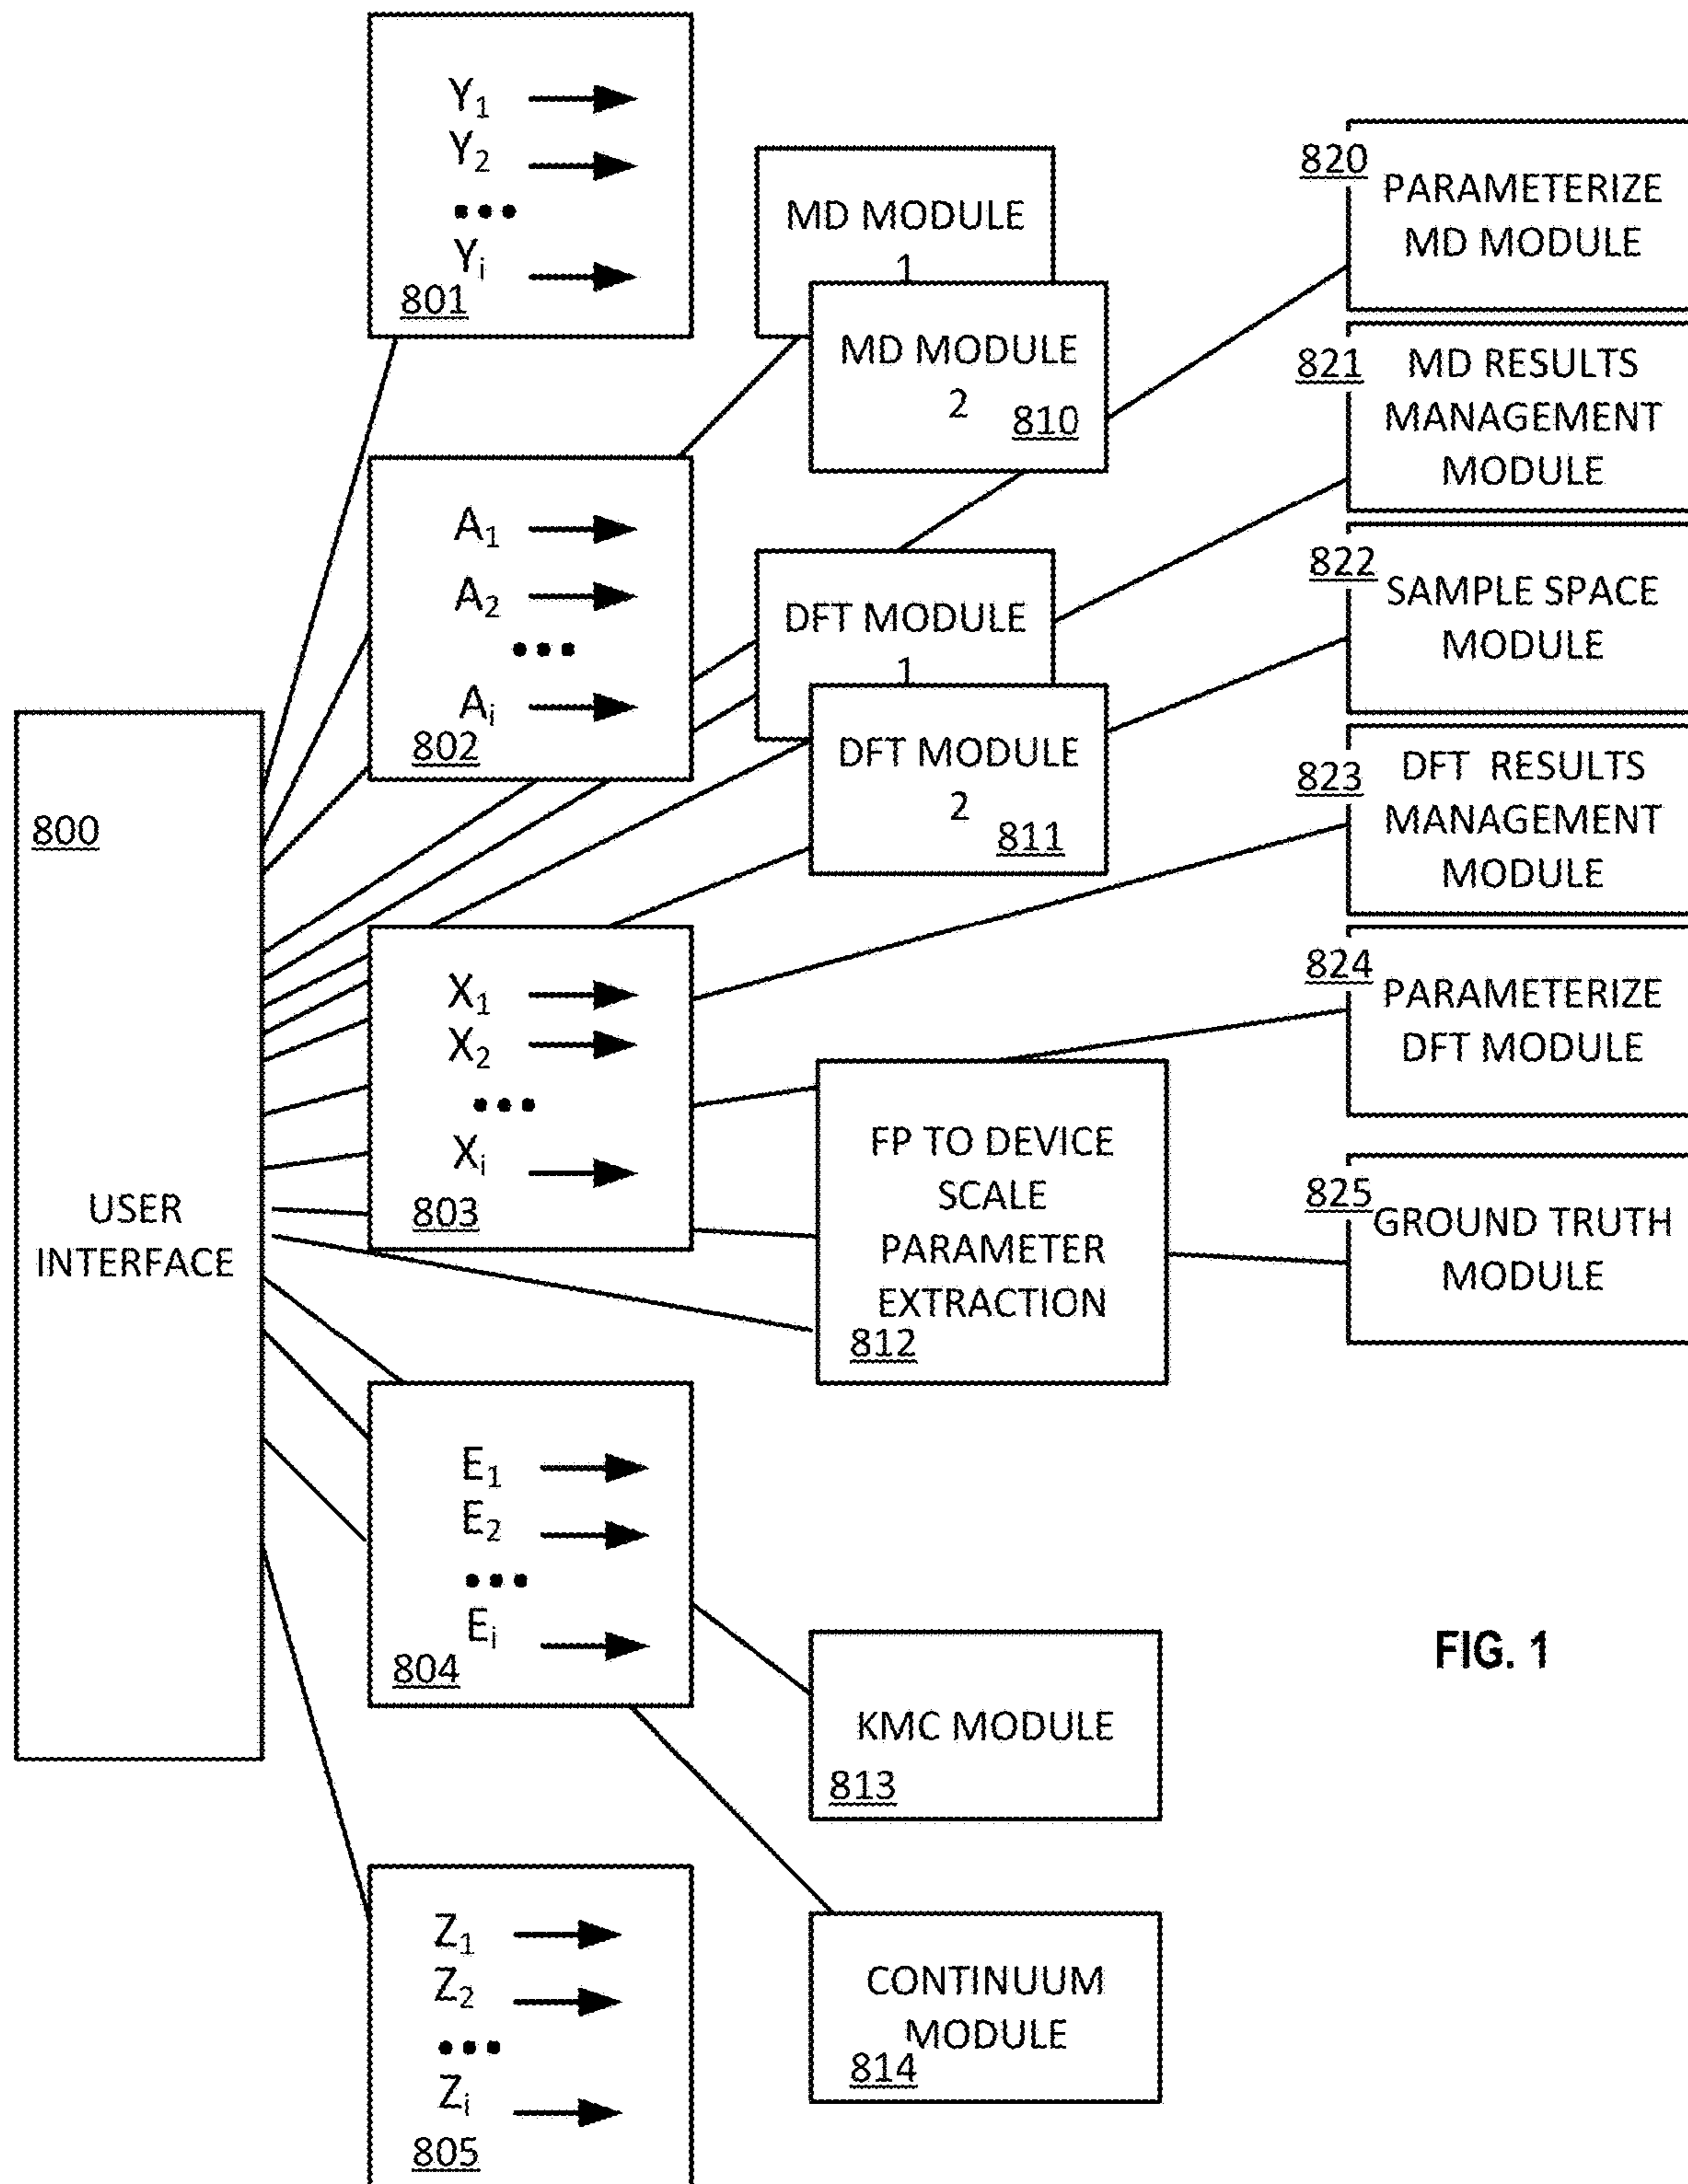 800
USER
INTERFACE
Y1
Y2
•••
Yi
801
A1
A2
•••
Ai
802
X1
X2
•••
Xi
803
E1
E2
•••
Ei
804
Z1
Z2
•••
Zi
805
MD MODULE
1
MD MODULE
2
810
DFT MODULE
1
DFT MODULE
2
811
FP TO DEVICE
SCALE
PARAMETER
EXTRACTION
812
KMC MODULE
813
CONTINUUM
MODULE
814
820
PARAMETERIZE
MD MODULE
821
MD RESULTS
MANAGEMENT
MODULE
822
SAMPLE SPACE
MODULE
823
DFT RESULTS
MANAGEMENT
MODULE
824
PARAMETERIZE
DFT MODULE
825
GROUND TRUTH
MODULE
FIG. 1